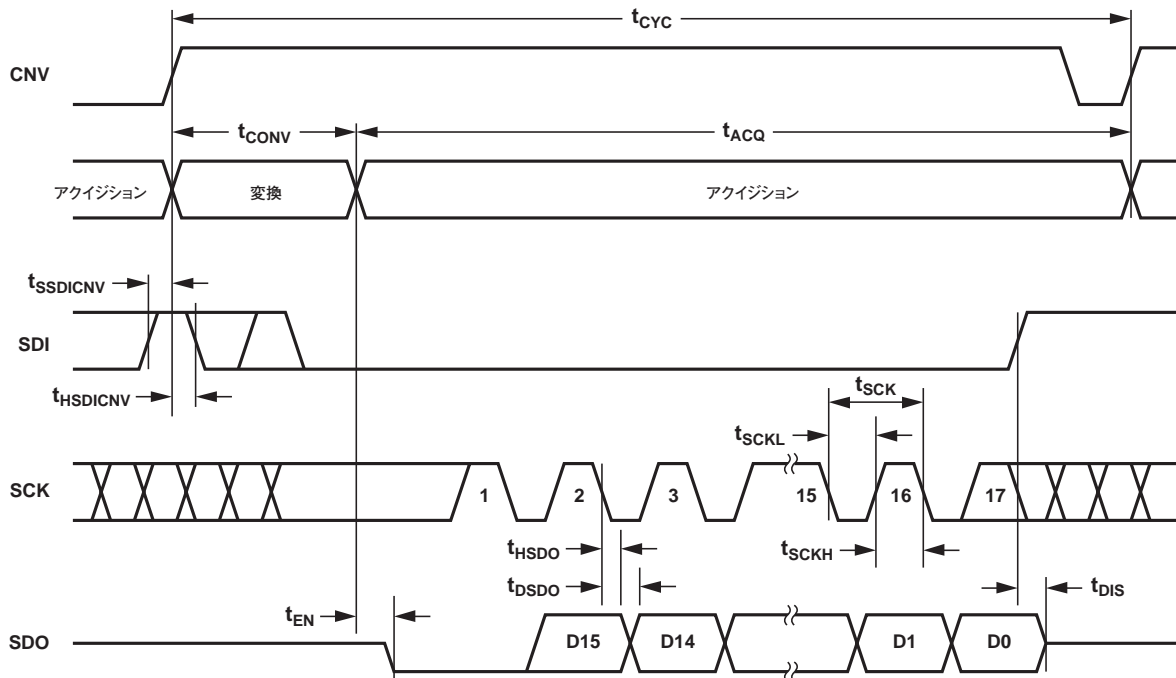 tCYC
CNV
tCONV
tACQ
アクイジション
変換
アクイジション
tSSDICNV
SDI
tHSDICNV
tSCK
tSCKL
SCK
1
2
3
15
16
17
tHSDO
tSCKH
tDSDO
tDIS
tEN
SDO
D15
D14
D1
D0